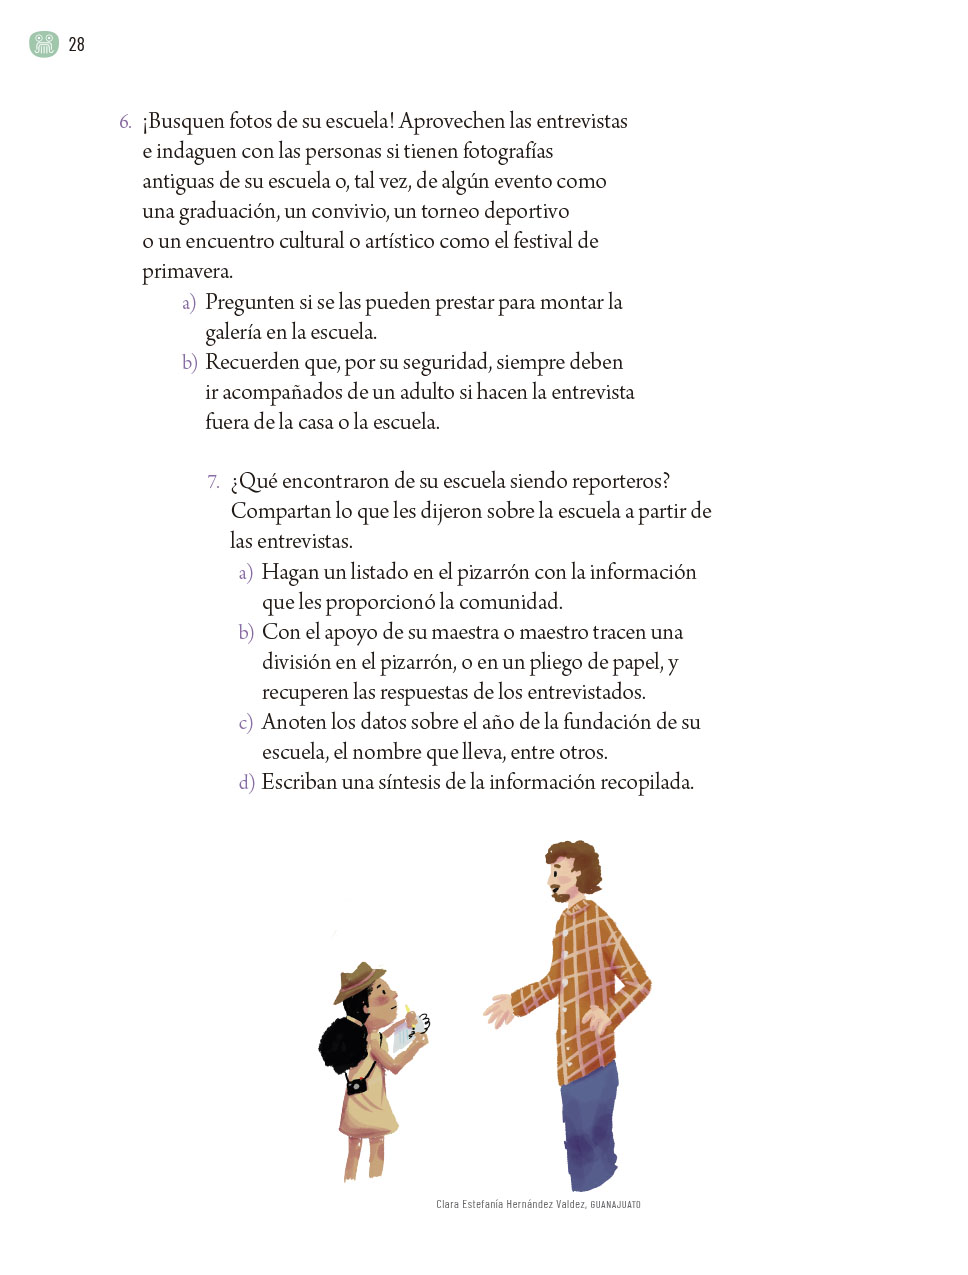 28
6. ¡Busquen fotos de su escuela! Aprovechen las entrevistas
e indaguen con las personas si tienen fotografías
antiguas de su escuela o, tal vez, de algún evento como
una graduación, un convivio, un torneo deportivo
o un encuentro cultural o artístico como el festival de
primavera.
a) Pregunten si se las pueden prestar para montar la
galería en la escuela.
b) Recuerden que, por su seguridad, siempre deben
ir acompañados de un adulto si hacen la entrevista
fuera de la casa o la escuela.
7. ¿Qué encontraron de su escuela siendo reporteros?
Compartan lo que les dijeron sobre la escuela a partir de
las entrevistas.
a) Hagan un listado en el pizarrón con la información
que les proporcionó la comunidad.
b) Con el apoyo de su maestra o maestro tracen una
división en el pizarrón, o en un pliego de papel, y
recuperen las respuestas de los entrevistados.
c) Anoten los datos sobre el año de la fundación de su
escuela, el nombre que lleva, entre otros.
d) Escriban una síntesis de la información recopilada.
Clara Estefanía Hernández Valdez, GUANAJUATO